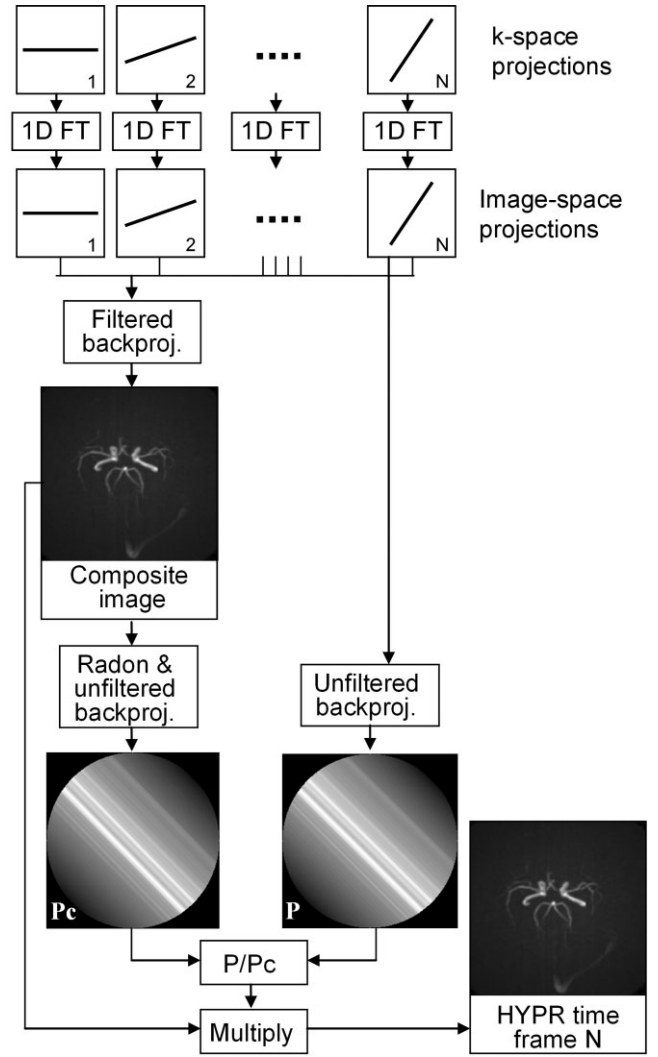 k-space
projections
1
2
N
1D FT
1D FT
1D FT
1D FT
Image-space
projections
1
2
N
Filtered
backproj.
Composite
image
Radon &
unfiltered
backproj.
Unfiltered
backproj.
Pc
P
P/Pc
Multiply
HYPR time
frame N